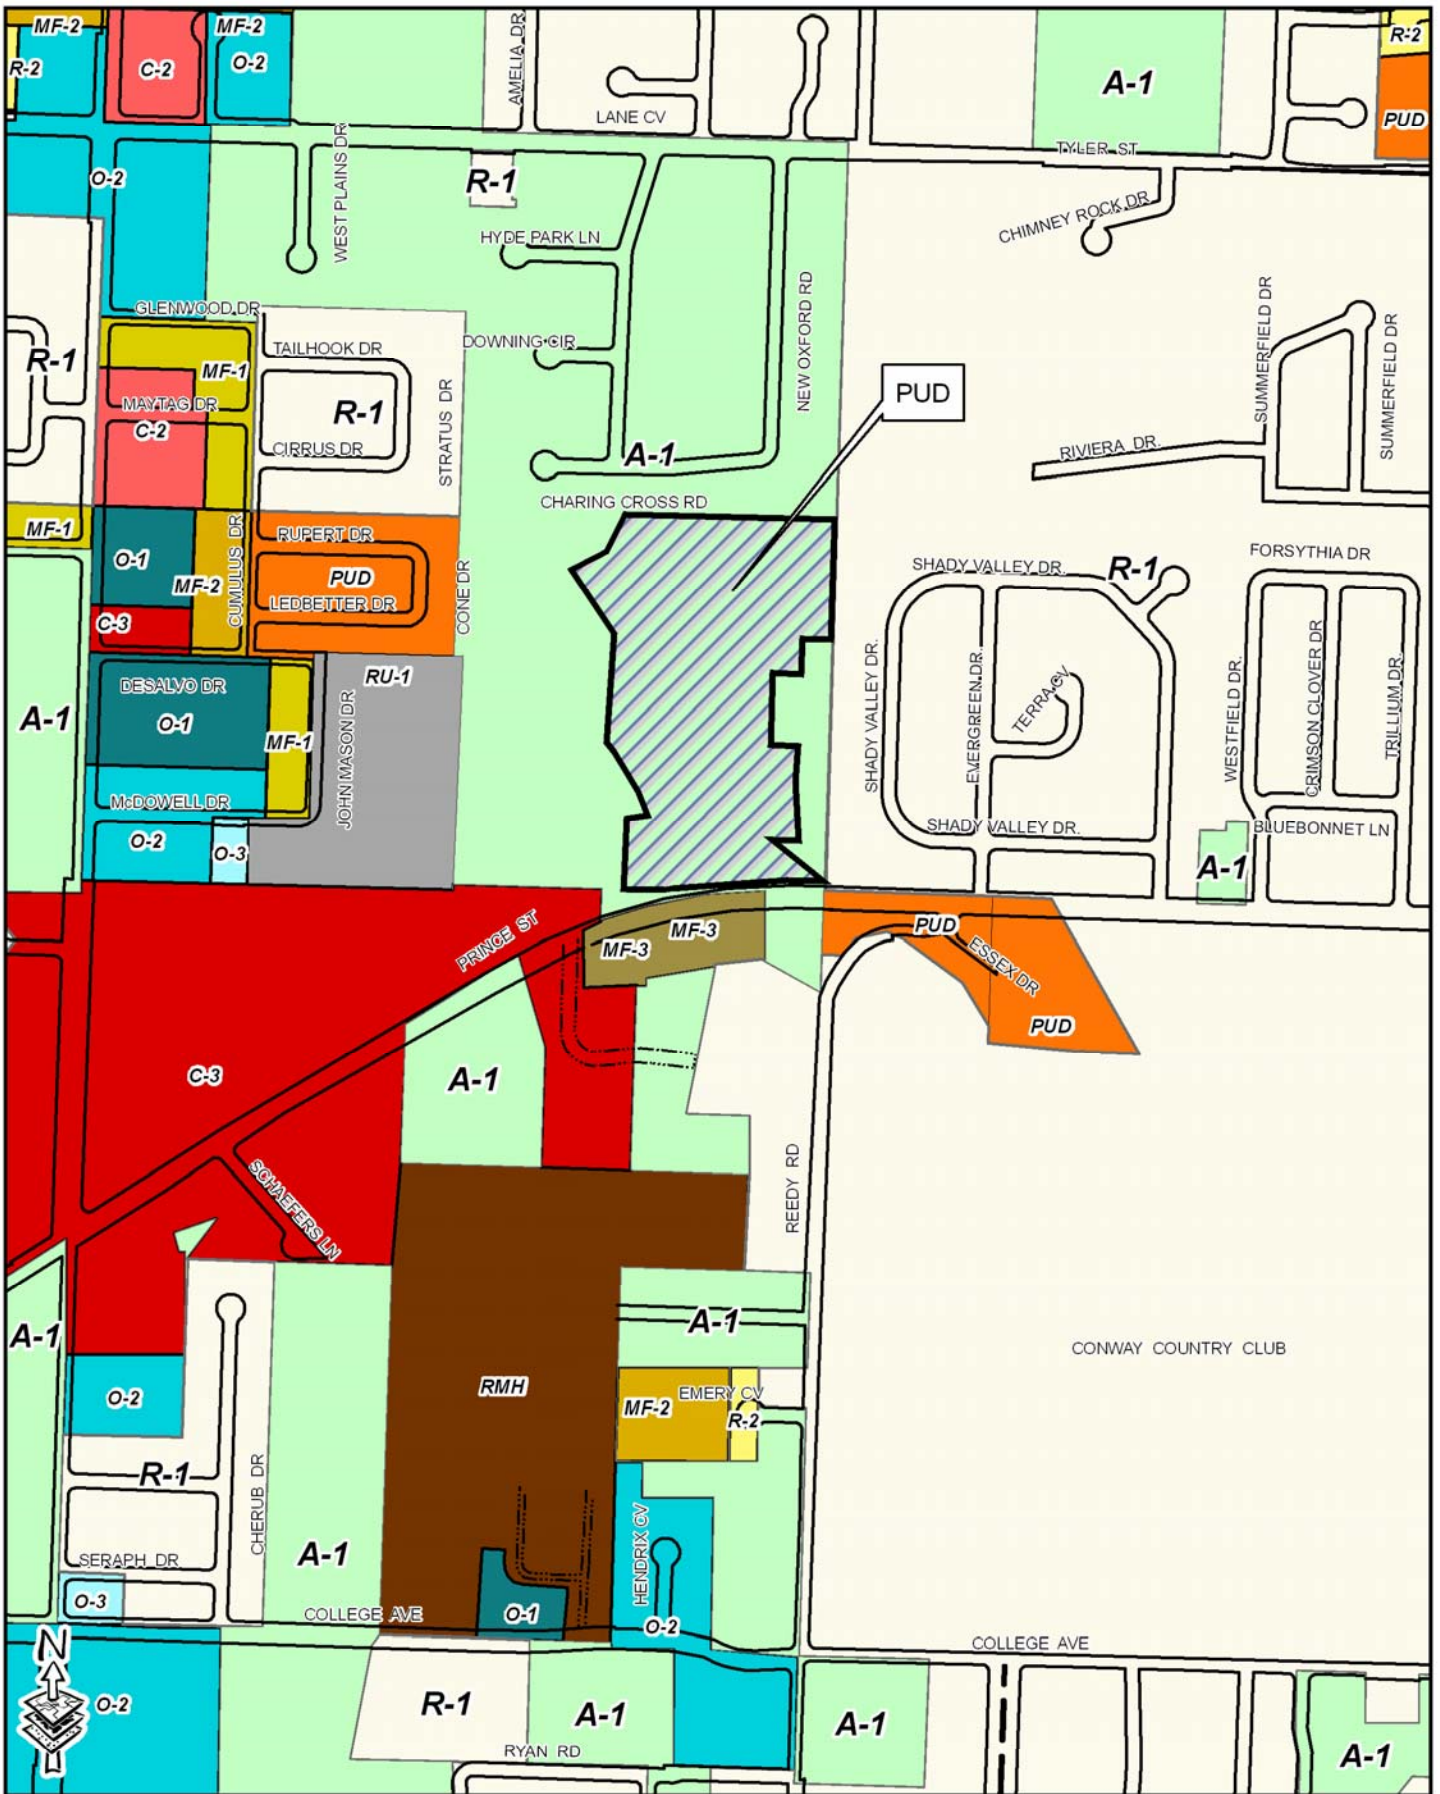 MF-2
MF-2
R-2
R-2
C-2
O-2
AMELIA DR
A-1
PUD
LANE CV
TYLER ST
WEST PLAINS DR
O-2
R-1
CHIMNEY ROCK DR
HYDE PARK LN
NEW OXFORD RD
GLENWOOD DR
SUMMERFIELD DR
SUMMERFIELD DR
TAILHOOK DR
DOWNING CIR
R-1
MF-1
PUD
MAYTAG DR
R-1
STRATUS DR
C-2
CIRRUS DR
A-1
RIVIERA DR.
CHARING CROSS RD
MF-1
CUMULUS DR
RUPERT DR
O-1
MF-2
PUD
CONE DR
SHADY VALLEY DR.
R-1
FORSYTHIA DR
LEDBETTER DR
C-3
SHADY VALLEY DR.
EVERGREEN DR.
TERRA CV
WESTFIELD DR.
CRIMSON CLOVER DR
TRILLIUM DR.
RU-1
DESALVO DR
A-1
O-1
MF-1
JOHN MASON DR
McDOWELL DR
SHADY VALLEY DR.
BLUEBONNET LN
O-2
O-3
A-1
PRINCE ST
MF-3
MF-3
PUD
ESSEX DR
PUD
C-3
A-1
SCHAEFERS LN
REEDY RD
A-1
A-1
CONWAY COUNTRY CLUB
RMH
O-2
MF-2
EMERY CV
R-2
R-1
CHERUB DR
HENDRIX CV
SERAPH DR
A-1
O-3
COLLEGE AVE
O-1
O-2
COLLEGE AVE
N
O-2
R-1
A-1
A-1
RYAN RD
A-1